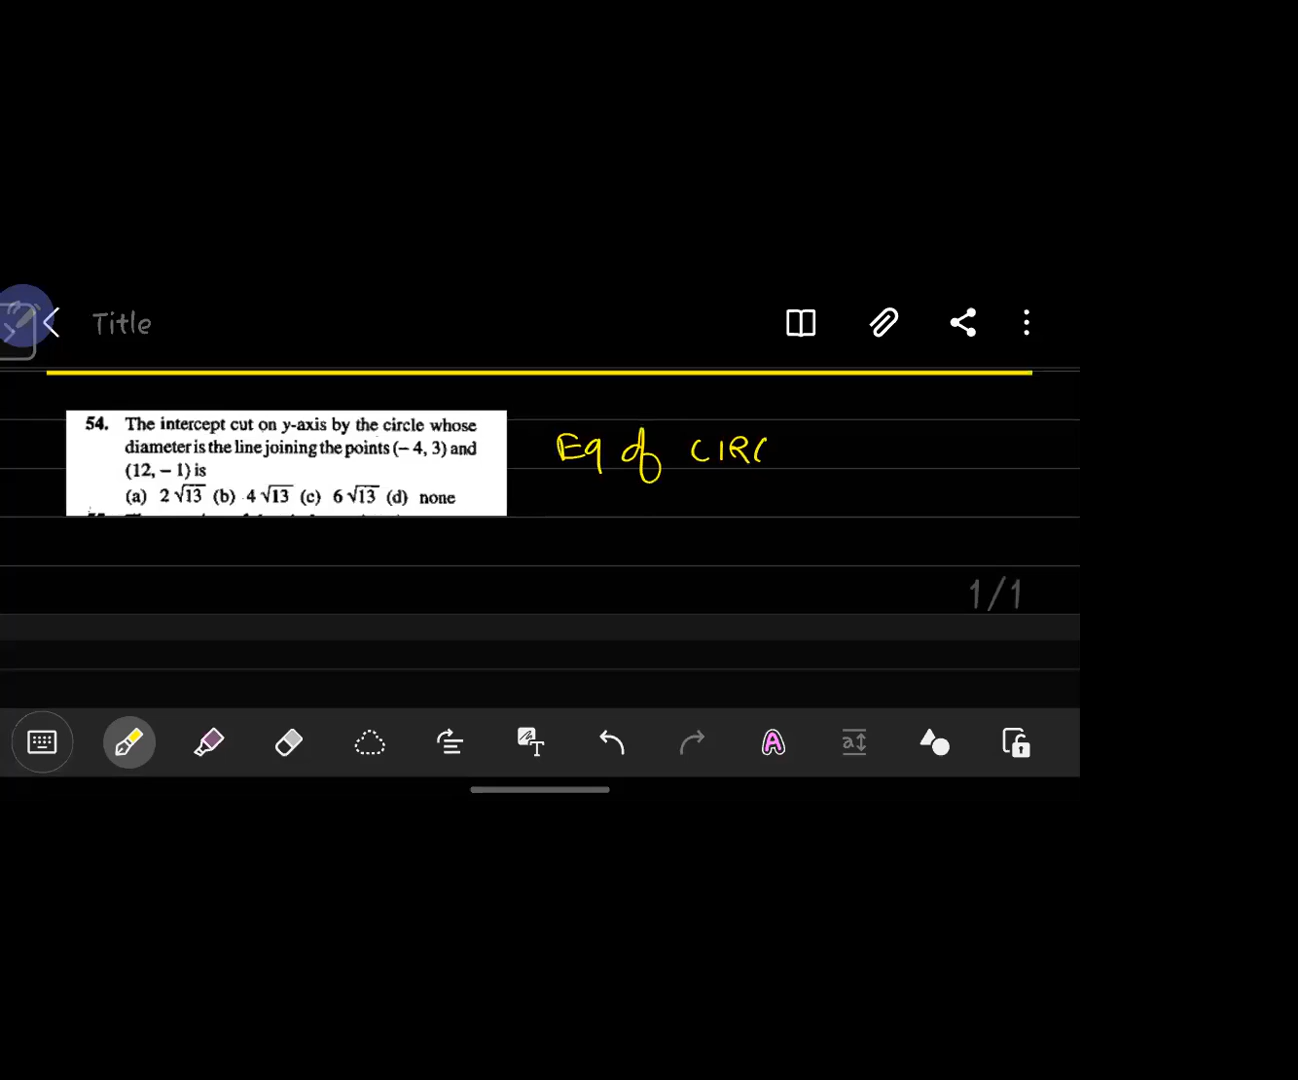 Title
54. The intercept cut on y-axis by the circle whose
diameter is the line joining the points (– 4, 3) and
(12, – 1) is
(a) 2 √13 (b) 4 √13 (c) 6 √13 (d) none
Eq of CIRC
1/1